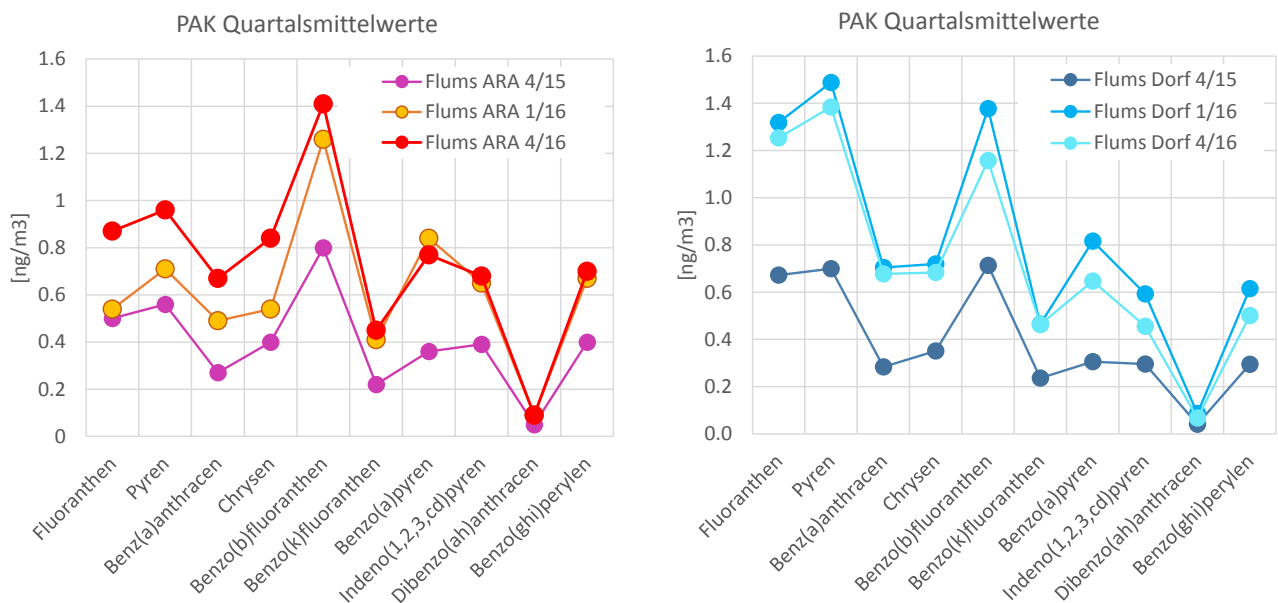 PAK Quartalsmittelwerte
1.6
1.4
1.2
1
0.8
0.6
0.4
0.2
0
[ng/m3]
Flums ARA 4/15
Flums ARA 1/16
Flums ARA 4/16
Fluoranthen
Pyren
Benz(a)anthracen
Chrysen
Benzo(b)fluoranthen
Benzo(k)fluoranthen
Benzo(a)pyren
Indeno(1,2,3,cd)pyren
Dibenzo(ah)anthracen
Benzo(ghi)perylen
PAK Quartalsmittelwerte
1.6
1.4
1.2
1.0
0.8
0.6
0.4
0.2
0.0
[ng/m3]
Flums Dorf 4/15
Flums Dorf 1/16
Flums Dorf 4/16
Fluoranthen
Pyren
Benz(a)anthracen
Chrysen
Benzo(b)fluoranthen
Benzo(k)fluoranthen
Benzo(a)pyren
Indeno(1,2,3,cd)pyren
Dibenzo(ah)anthracen
Benzo(ghi)perylen